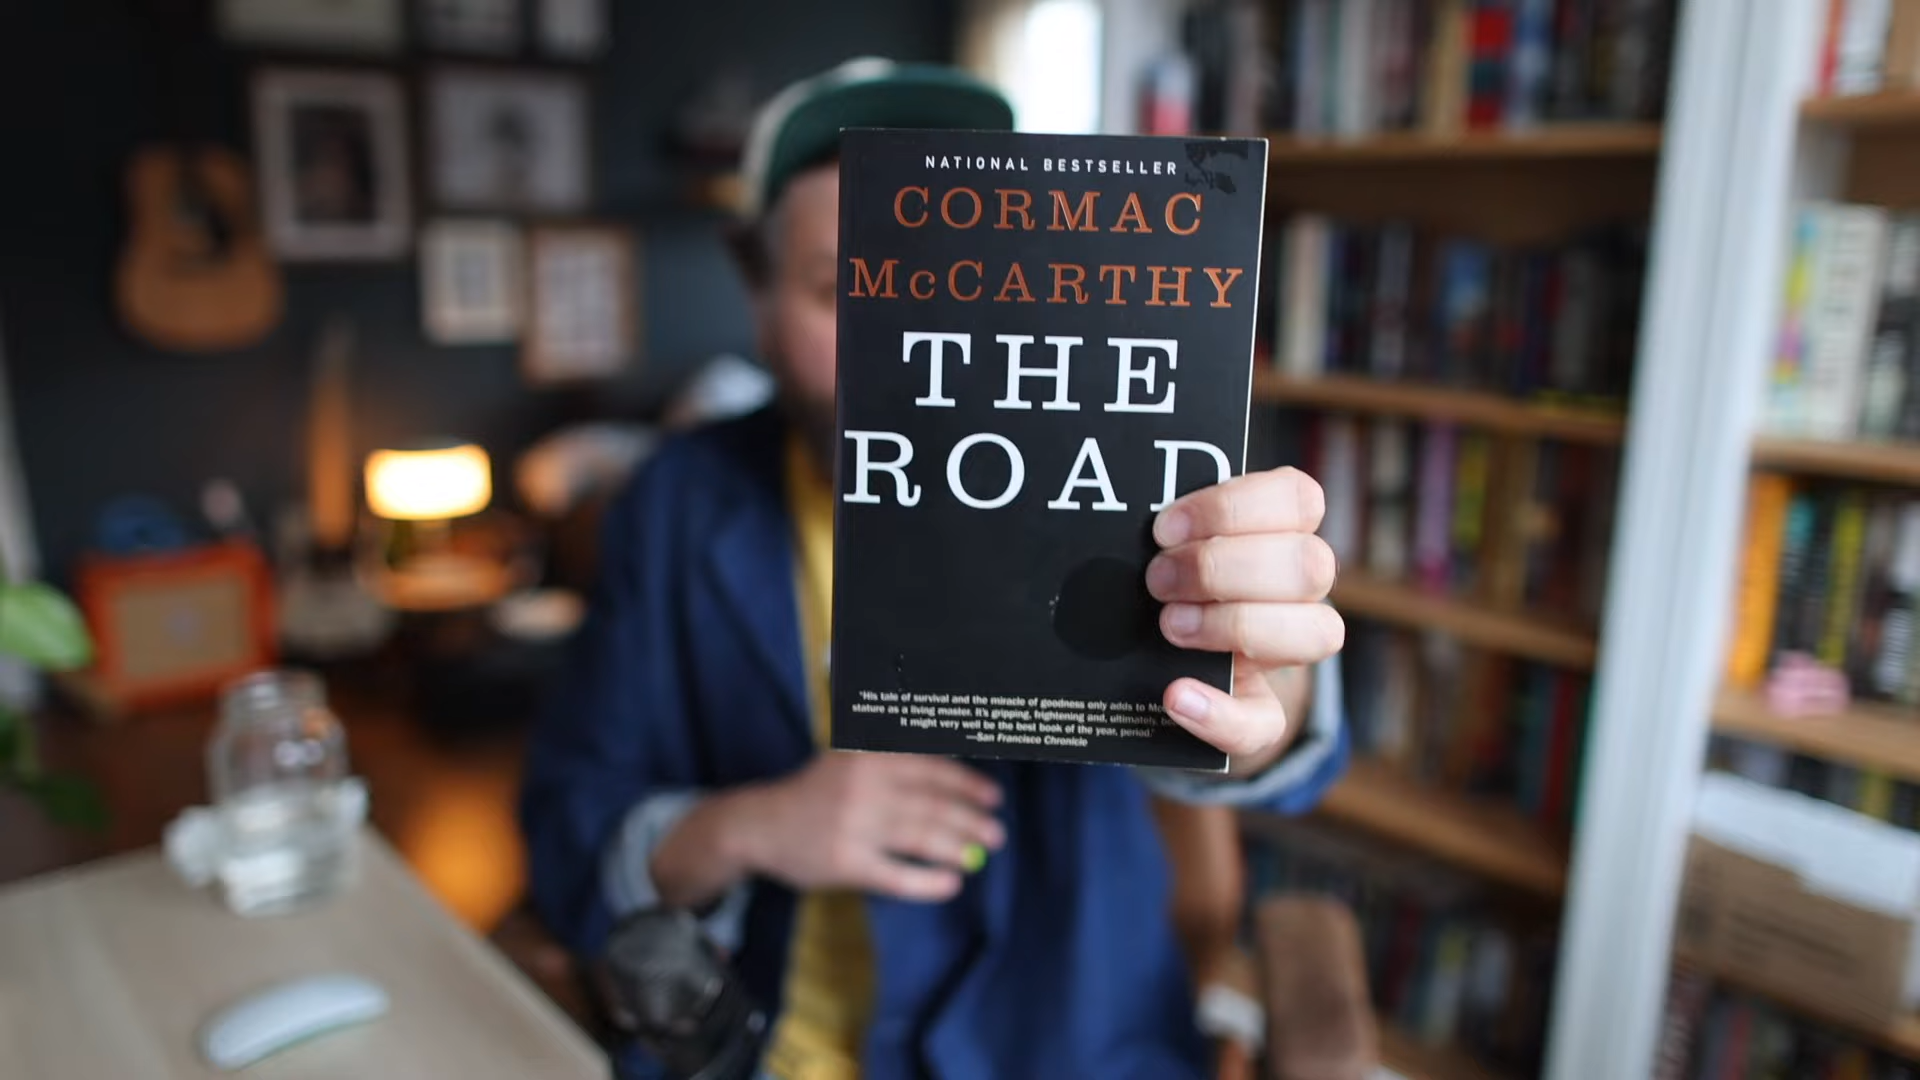 NATIONAL BESTSELLER
CORMAC
McCARTHY
THE
ROAD
"His tale of survival and the miracle of goodness only adds to
stature as a living master. It's gripping, frightening and, ultimately,
It might very well be the best book of the year, period."
—San Francisco Chronicle